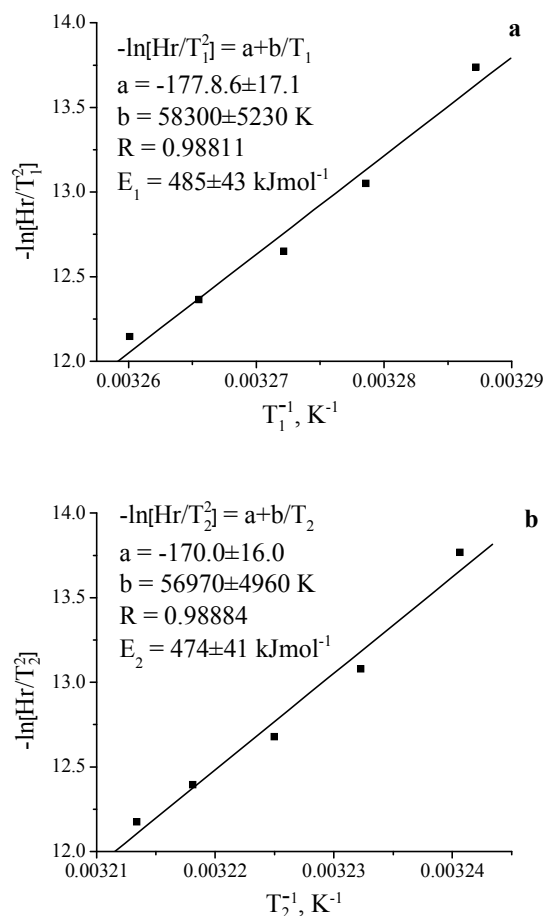 a
-ln[Hr/T₁²] = a+b/T₁
a = -177.8.6±17.1
b = 58300±5230 K
R = 0.98811
E₁ = 485±43 kJmol⁻¹
-ln[Hr/T₁²]
14.0
13.5
13.0
12.5
12.0
0.00326 0.00327 0.00328 0.00329
T₁⁻¹, K⁻¹
b
-ln[Hr/T₂²] = a+b/T₂
a = -170.0±16.0
b = 56970±4960 K
R = 0.98884
E₂ = 474±41 kJmol⁻¹
-ln[Hr/T₂²]
14.0
13.5
13.0
12.5
12.0
0.00321 0.00322 0.00323 0.00324
T₂⁻¹, K⁻¹